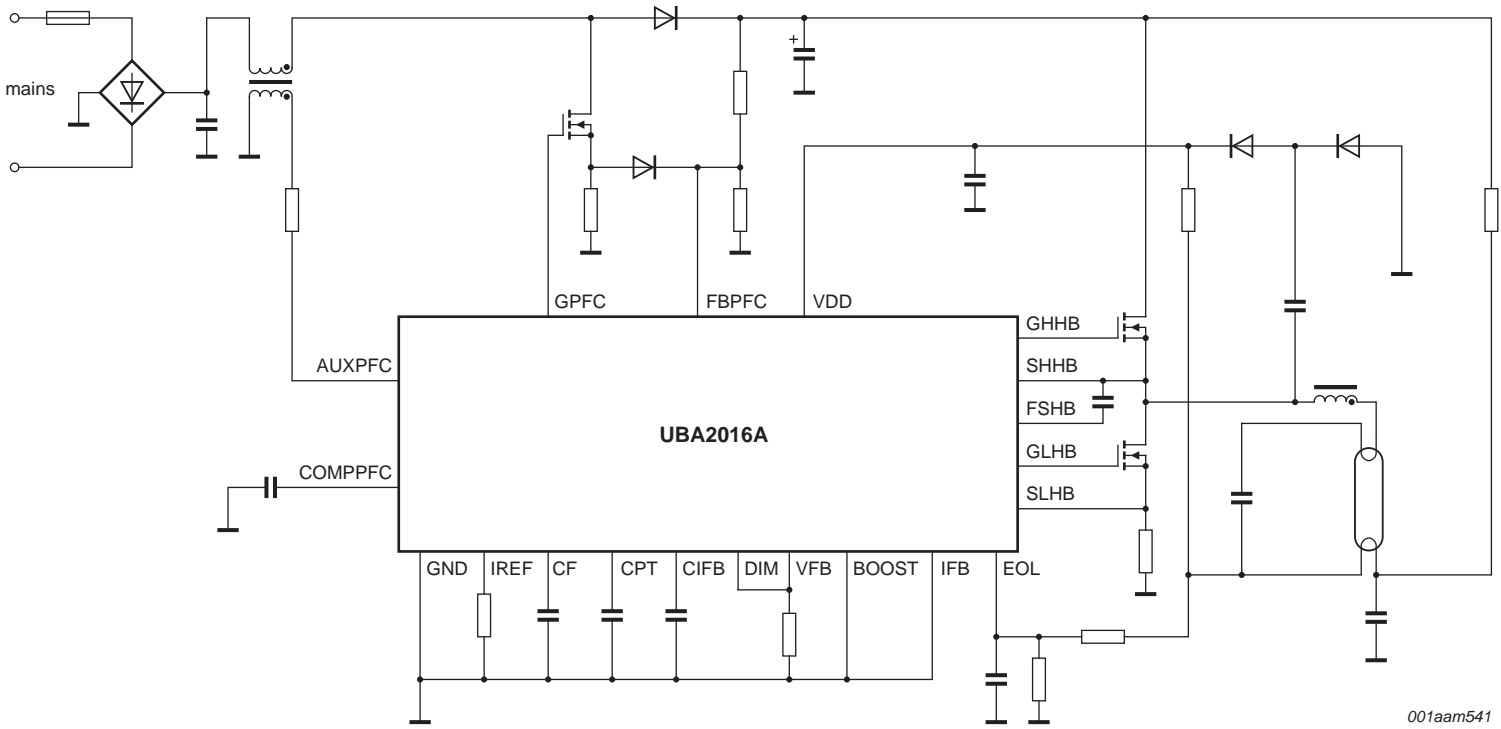 +
mains
GPFC
FBPFC
VDD
GHHB
AUXPFC
SHHB
FSHB
UBA2016A
GLHB
COMPPFC
SLHB
GND
IREF
CF
CPT
CIFB
DIM
VFB
BOOST
IFB
EOL
001aam541